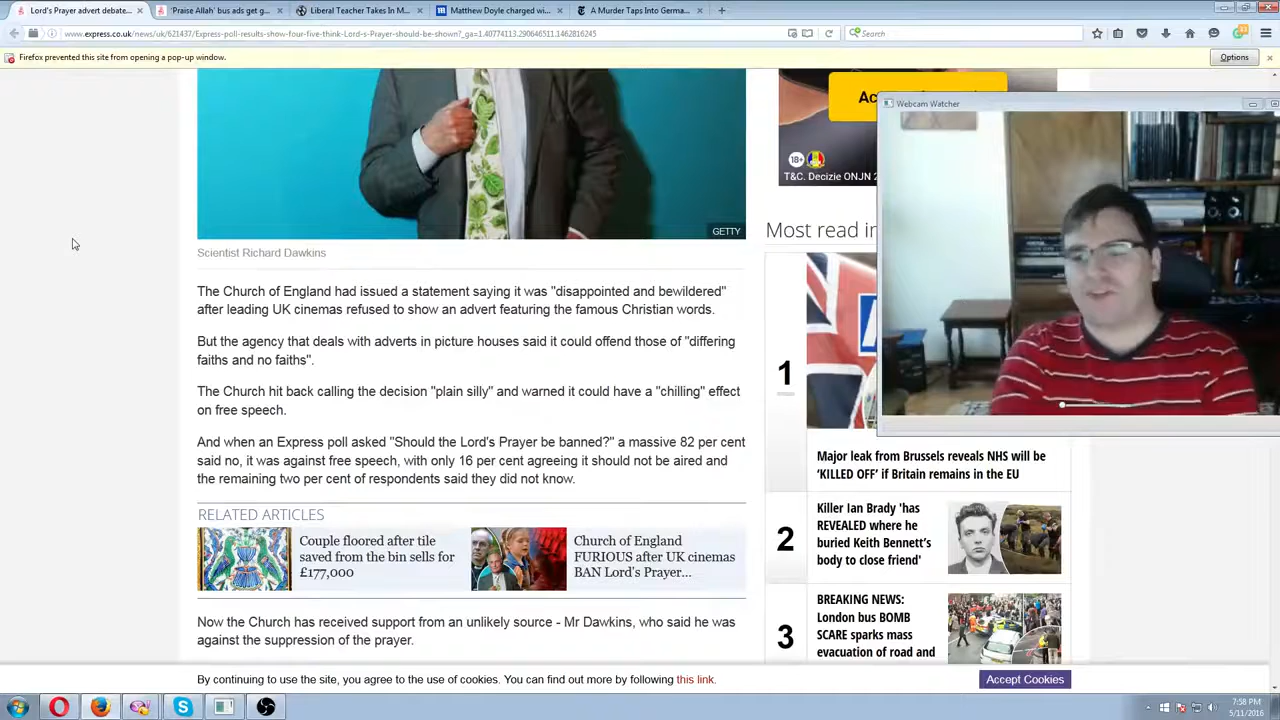 Lord's Prayer advert debate...
'Praise Allah' bus ads get g...
Liberal Teacher Takes In M...
Matthew Doyle charged wi...
A Murder Taps Into Germa...
www.express.co.uk/news/uk/621437/Express-poll-results-show-four-five-think-Lord-s-Prayer-should-be-shown?_ga=1.40774113.290646511.1462816245
Search
Firefox prevented this site from opening a pop-up window.
Options
Ac
18+
T&C. Decizie ONJN 2
Webcam Watcher
GETTY
Scientist Richard Dawkins
The Church of England had issued a statement saying it was "disappointed and bewildered"
after leading UK cinemas refused to show an advert featuring the famous Christian words.
But the agency that deals with adverts in picture houses said it could offend those of "differing
faiths and no faiths".
The Church hit back calling the decision "plain silly" and warned it could have a "chilling" effect
on free speech.
And when an Express poll asked "Should the Lord's Prayer be banned?" a massive 82 per cent
said no, it was against free speech, with only 16 per cent agreeing it should not be aired and
the remaining two per cent of respondents said they did not know.
RELATED ARTICLES
Couple floored after tile
saved from the bin sells for
£177,000
Church of England
FURIOUS after UK cinemas
BAN Lord's Prayer...
Now the Church has received support from an unlikely source - Mr Dawkins, who said he was
against the suppression of the prayer.
Most read in
1
Major leak from Brussels reveals NHS will be
'KILLED OFF' if Britain remains in the EU
2
Killer Ian Brady 'has
REVEALED where he
buried Keith Bennett's
body to close friend'
3
BREAKING NEWS:
London bus BOMB
SCARE sparks mass
evacuation of road and
By continuing to use the site, you agree to the use of cookies. You can find out more by following this link.
Accept Cookies
7:58 PM
5/11/2016